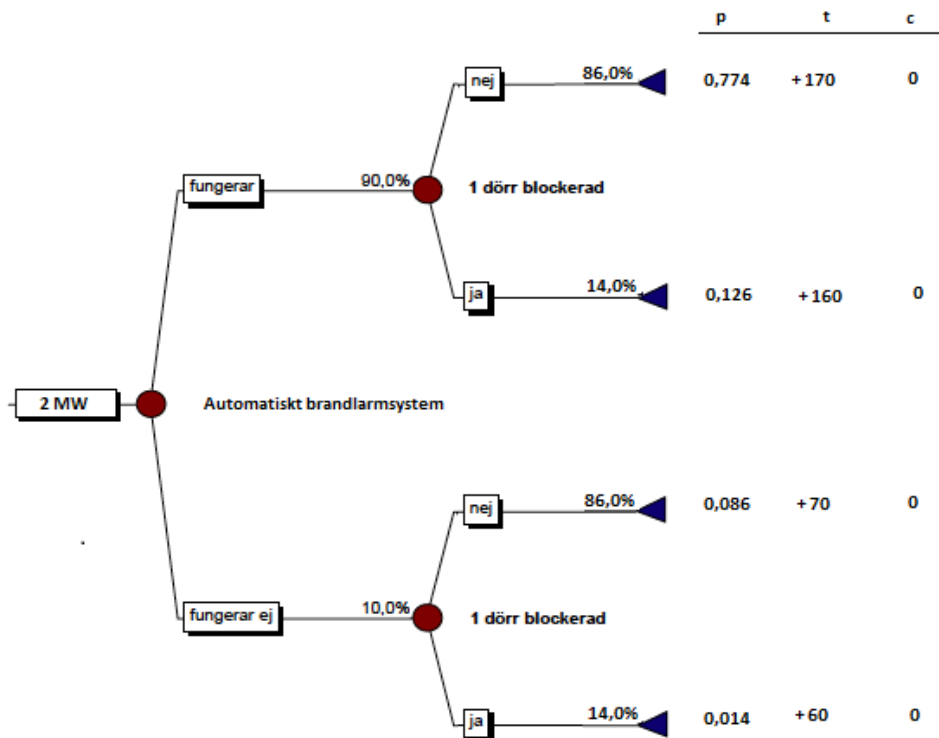 p t c
nej 86,0% 0,774 +170 0
fungerar 90,0% 1 dörr blockerad
ja 14,0% 0,126 +160 0
2 MW Automatiskt brandlarmsystem
nej 86,0% 0,086 +70 0
fungerar ej 10,0% 1 dörr blockerad
ja 14,0% 0,014 +60 0